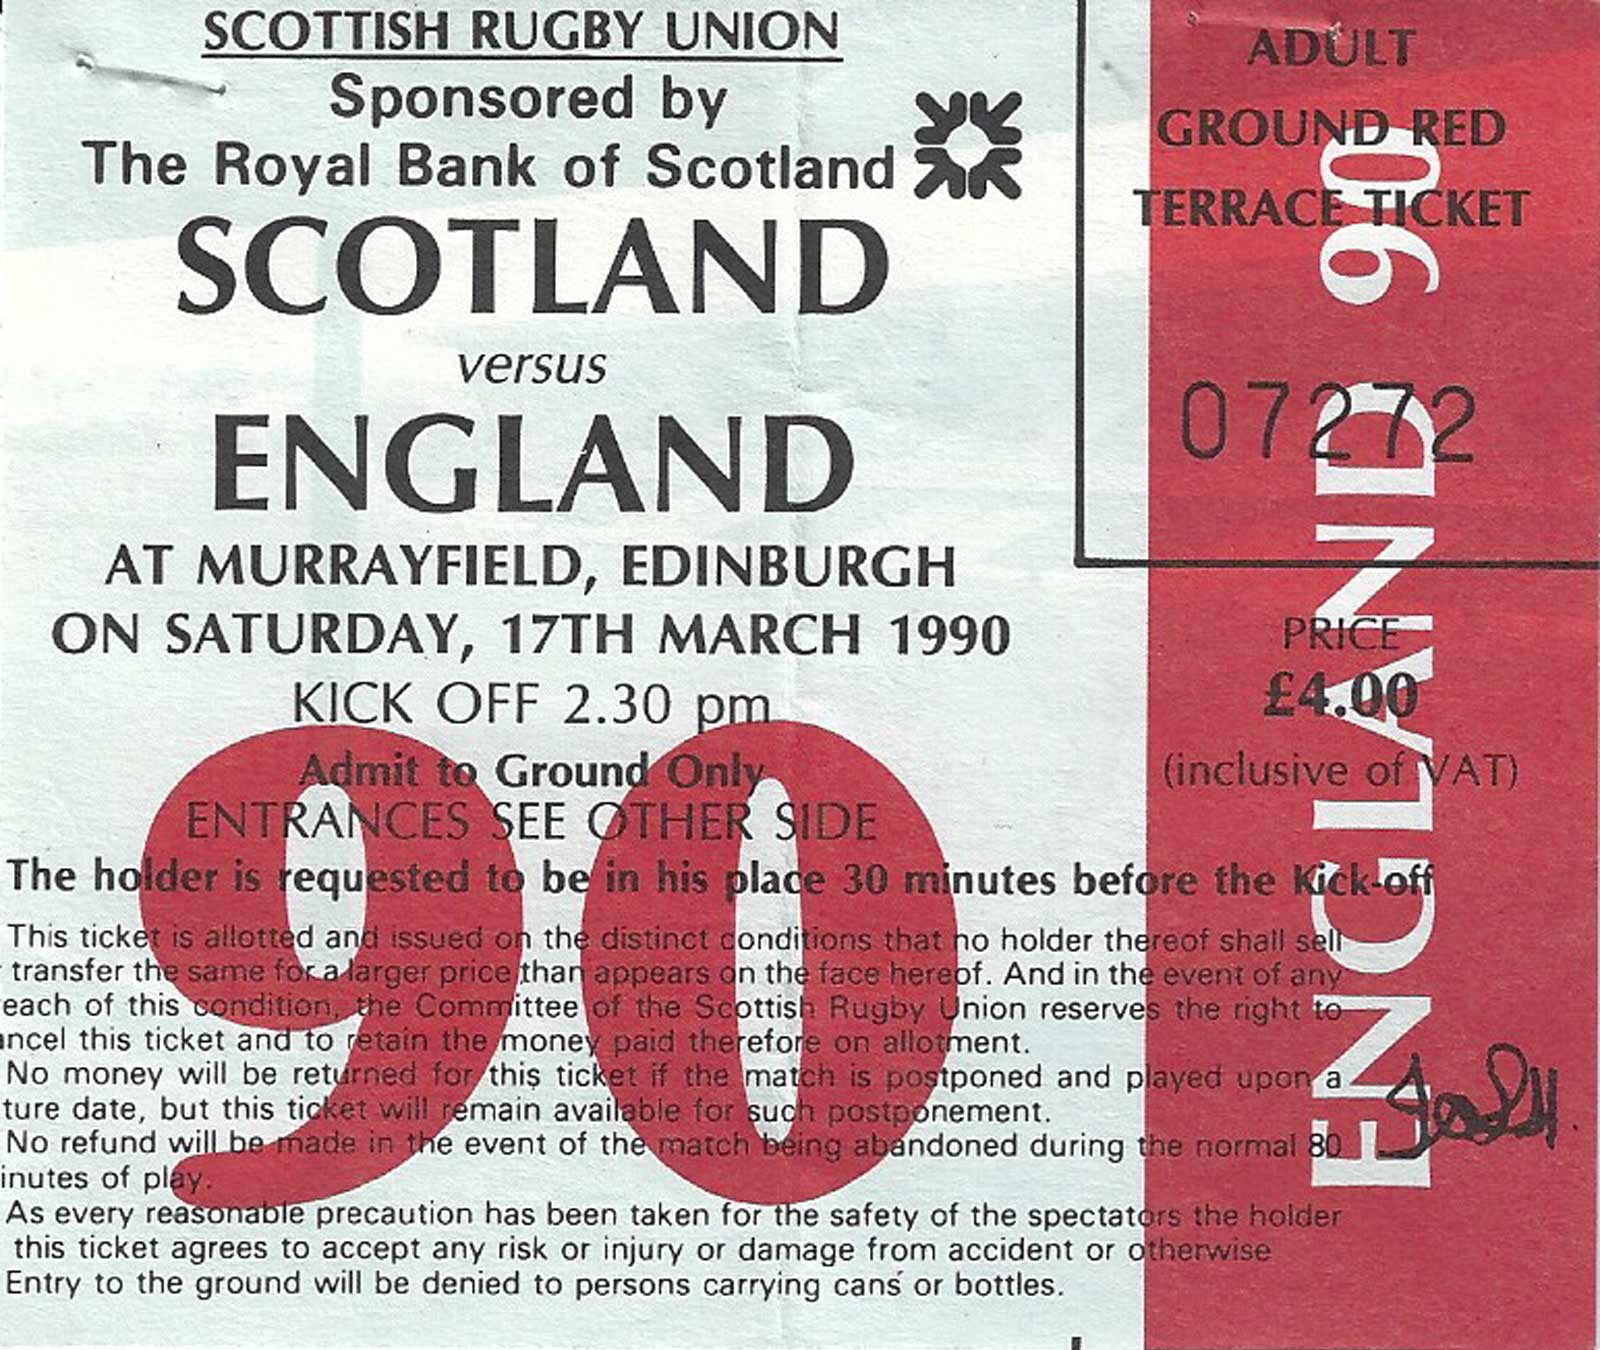 SCOTTISH RUGBY UNION
Sponsored by
The Royal Bank of Scotland
SCOTLAND
versus
ENGLAND
AT MURRAYFIELD, EDINBURGH
ON SATURDAY, 17TH MARCH 1990
KICK OFF 2.30 pm
Admit to Ground Only
ENTRANCES SEE OTHER SIDE
The holder is requested to be in his place 30 minutes before the Kick-off
This ticket is allotted and issued on the distinct conditions that no holder thereof shall sell
transfer the same for a larger price than appears on the face hereof. And in the event of any
each of this condition, the Committee of the Scottish Rugby Union reserves the right to
ncel this ticket and to retain the money paid therefore on allotment.
No money will be returned for this ticket if the match is postponed and played upon a
ture date, but this ticket will remain available for such postponement.
No refund will be made in the event of the match being abandoned during the normal 80
inutes of play.
As every reasonable precaution has been taken for the safety of the spectators the holder
this ticket agrees to accept any risk or injury or damage from accident or otherwise
Entry to the ground will be denied to persons carrying cans or bottles.
90
ADULT
GROUND RED
TERRACE TICKET
07272
PRICE
£4.00
(inclusive of VAT)
ENGLAND 90